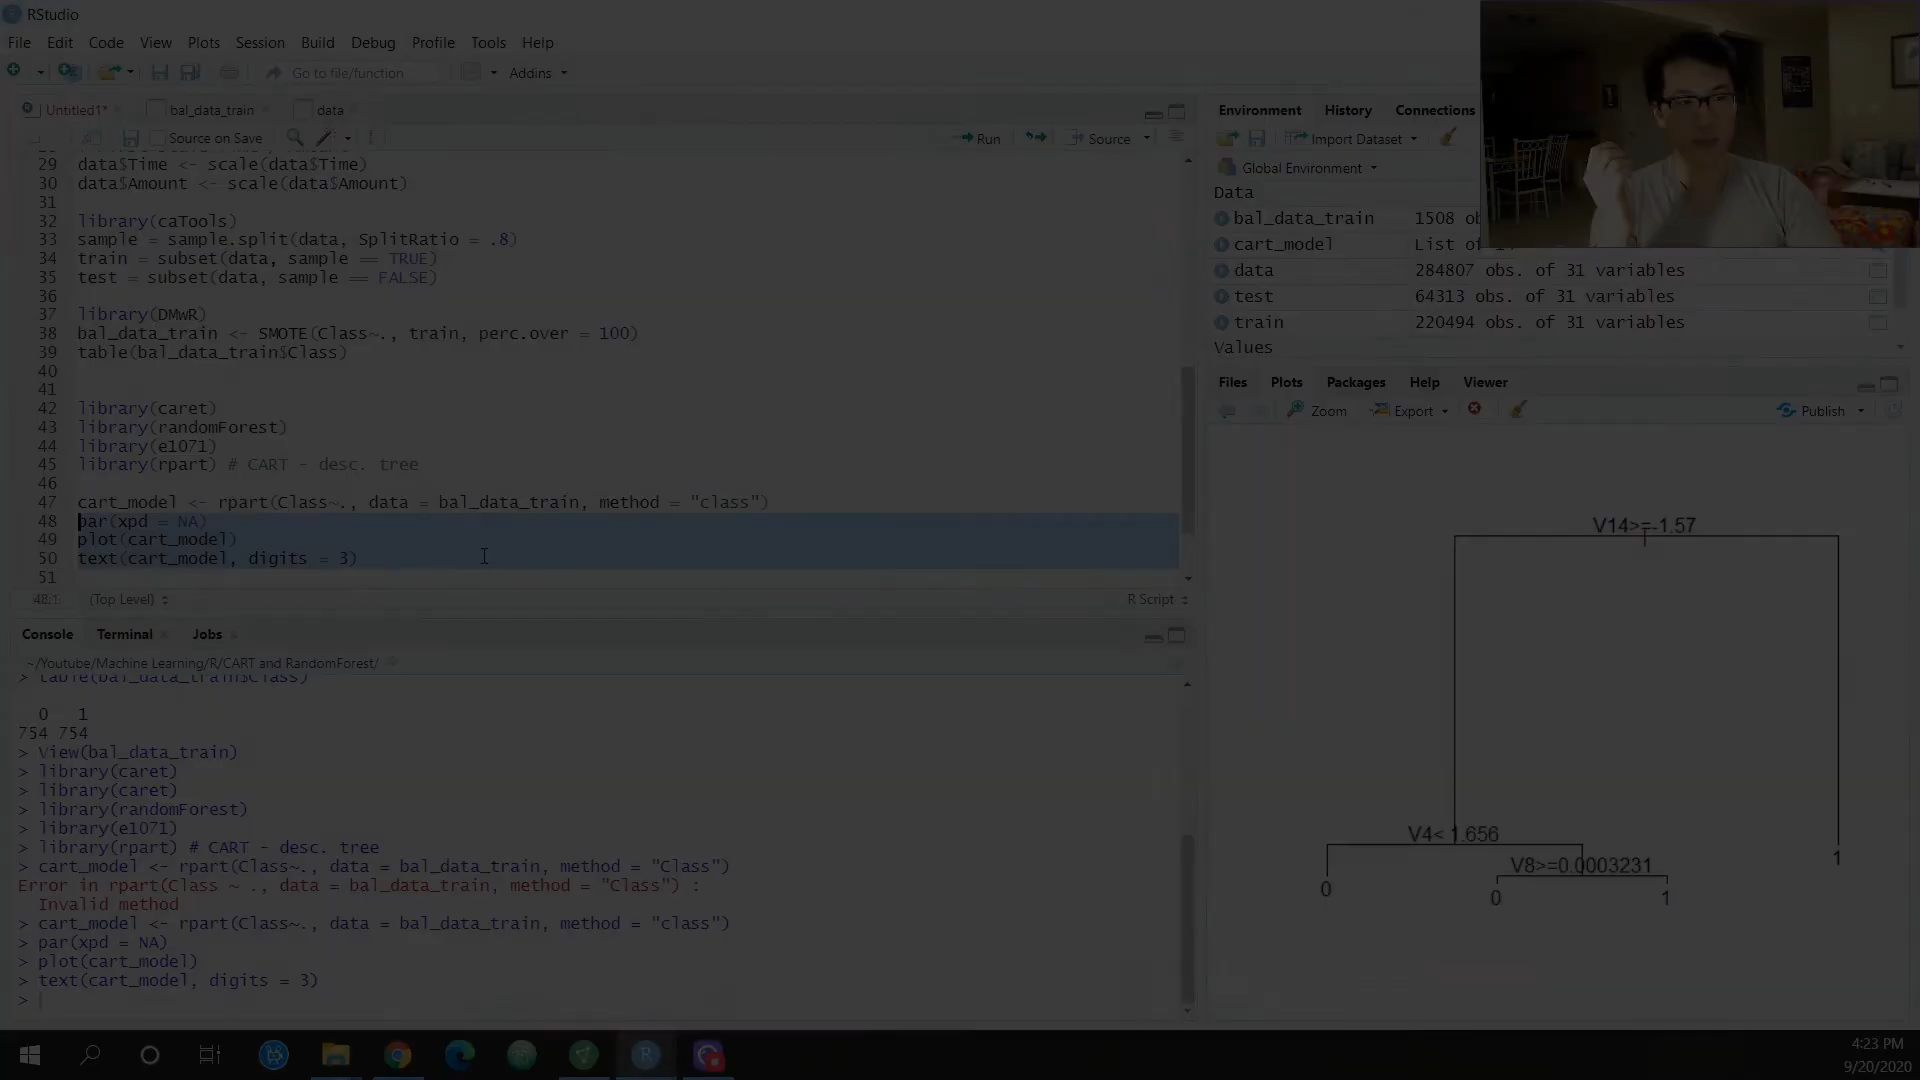 RStudio
File Edit Code View Plots Session Build Debug Profile Tools Help
Go to file/function Addins
Untitled1* bal_data_train data
Source on Save Run Source
29 data$Time <- scale(data$Time)
30 data$Amount <- scale(data$Amount)
31
32 library(caTools)
33 sample = sample.split(data, SplitRatio = .8)
34 train = subset(data, sample == TRUE)
35 test = subset(data, sample == FALSE)
36
37 library(DMwR)
38 bal_data_train <- SMOTE(Class~., train, perc.over = 100)
39 table(bal_data_train$Class)
40
41
42 library(caret)
43 library(randomForest)
44 library(e1071)
45 library(rpart) # CART - desc. tree
46
47 cart_model <- rpart(Class~., data = bal_data_train, method = "class")
48 par(xpd = NA)
49 plot(cart_model)
50 text(cart_model, digits = 3)
51
48:1 (Top Level) R Script
Console Terminal Jobs
~/Youtube/Machine Learning/R/CART and RandomForest/
> table(bal_data_train$Class)
0 1
754 754
> View(bal_data_train)
> library(caret)
> library(caret)
> library(randomForest)
> library(e1071)
> library(rpart) # CART - desc. tree
> cart_model <- rpart(Class~., data = bal_data_train, method = "Class")
Error in rpart(Class ~ ., data = bal_data_train, method = "Class") :
Invalid method
> cart_model <- rpart(Class~., data = bal_data_train, method = "class")
> par(xpd = NA)
> plot(cart_model)
> text(cart_model, digits = 3)
>
Environment History Connections
Import Dataset
Global Environment
Data
bal_data_train 1508 ob
cart_model List of
data 284807 obs. of 31 variables
test 64313 obs. of 31 variables
train 220494 obs. of 31 variables
Values
Files Plots Packages Help Viewer
Zoom Export Publish
V14>=-1.57
V4< 1.656
V8>=0.0003231
1
0
0 1
4:23 PM
9/20/2020